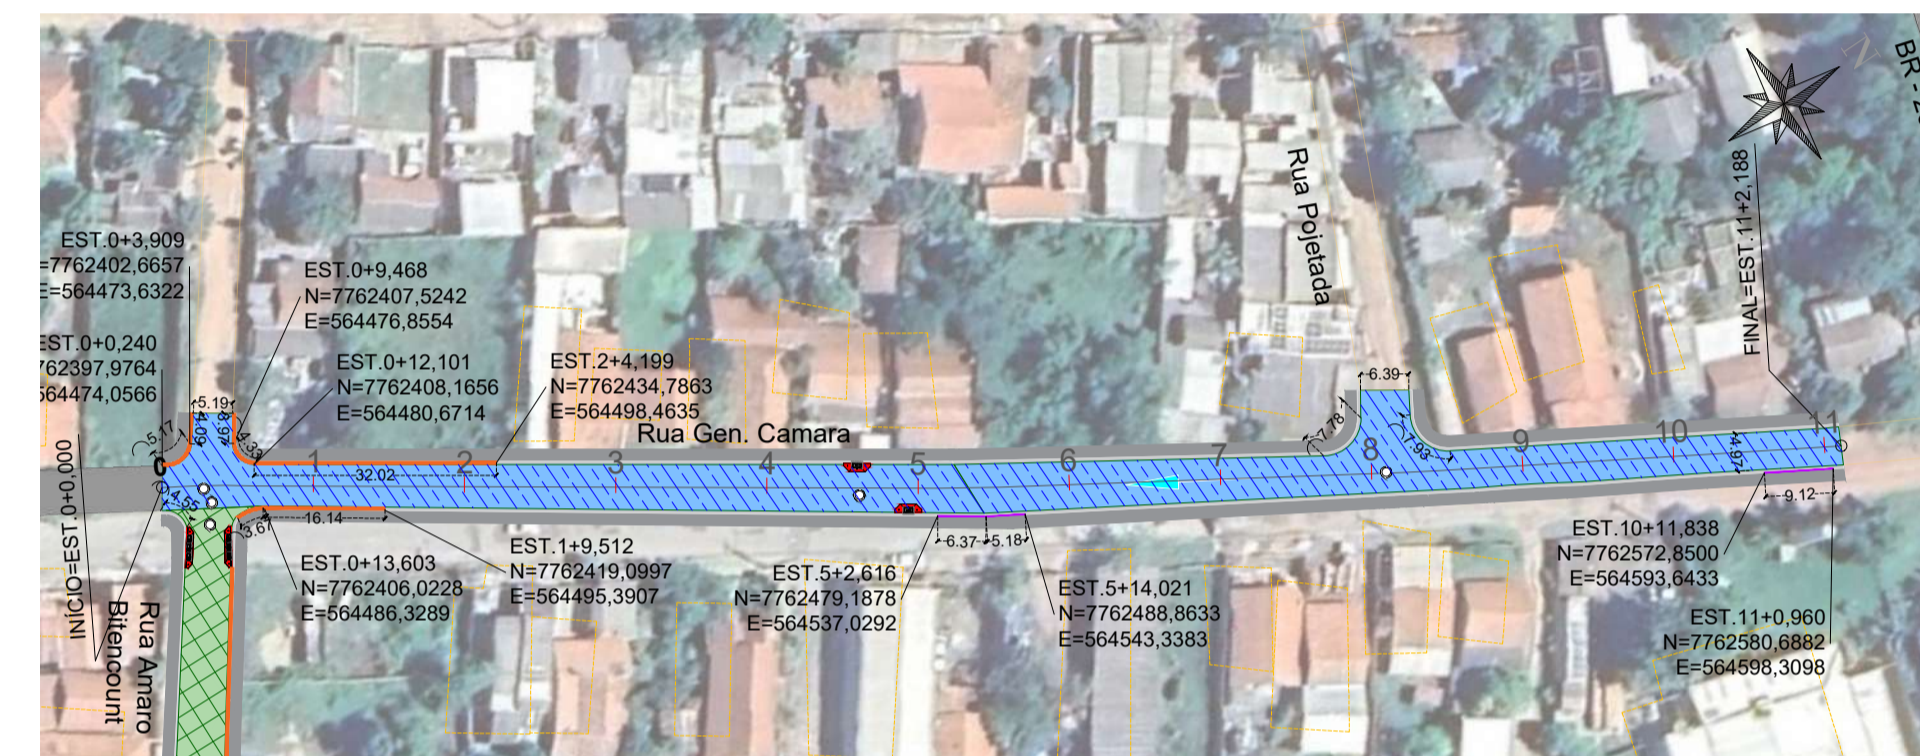 BR - 2
N
FINAL=EST.11+2,188
Rua Pojetada
EST.0+3,909
=7762402,6657
E=564473,6322
EST.0+9,468
N=7762407,5242
E=564476,8554
EST.0+0,240
762397,9764
564474,0566
EST.0+12,101
N=7762408,1656
E=564480,6714
EST.2+4,199
N=7762434,7863
E=564498,4635
Rua Gen. Camara
5.19
5.17
4.09
8.97
4.33
6.39
7.78
7.93
4.97
0
1
2
3
4
5
6
7
8
9
10
11
32.02
4.55
3.67
16.14
6.37
5.18
9.12
INÍCIO=EST.0+0,000
Rua Amaro
Bitencount
EST.0+13,603
N=7762406,0228
E=564486,3289
EST.1+9,512
N=7762419,0997
E=564495,3907
EST.5+2,616
N=7762479,1878
E=564537,0292
EST.5+14,021
N=7762488,8633
E=564543,3383
EST.10+11,838
N=7762572,8500
E=564593,6433
EST.11+0,960
N=7762580,6882
E=564598,3098